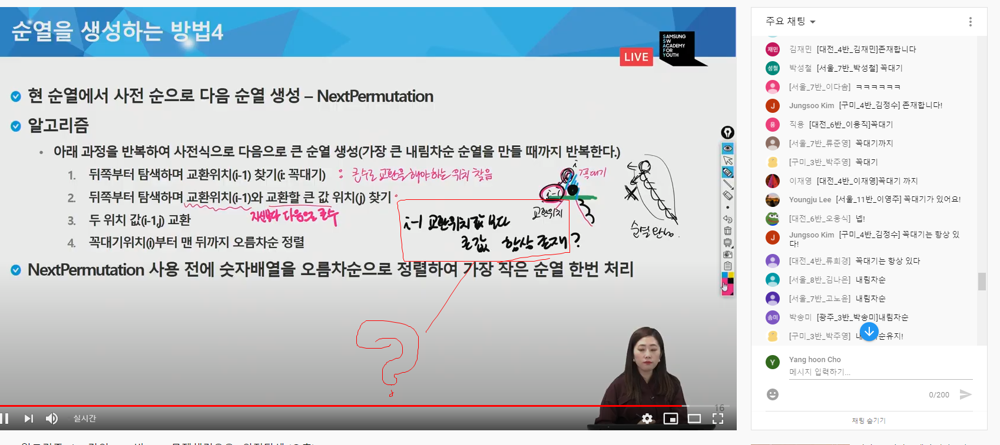 순열을 생성하는 방법4
LIVE
SAMSUNG
SW
ACADEMY
FOR
YOUTH
현 순열에서 사전 순으로 다음 순열 생성 – NextPermutation
알고리즘
• 아래 과정을 반복하여 사전식으로 다음으로 큰 순열 생성(가장 큰 내림차순 순열을 만들 때까지 반복한다.)
1. 뒤쪽부터 탐색하며 교환위치(i-1) 찾기(i: 꼭대기) : 큰수로 교환을 해야하는 위치 찾음
i
꼭대기
2. 뒤쪽부터 탐색하며 교환위치(i-1)와 교환할 큰 값 위치(j) 찾기
i-1
교환위치
자신보다 다음으로 큰수
3. 두 위치 값(i-1,j) 교환
i-1 교환위치값 보다
큰값 항상 존재?
순열 완성.
4. 꼭대기위치(i)부터 맨 뒤까지 오름차순 정렬
NextPermutation 사용 전에 숫자배열을 오름차순으로 정렬하여 가장 작은 순열 한번 처리
?
16
실시간
주요 채팅
재민 김재민 [대전_4반_김재민]존재합니다
성철 박성철 [서울_7반_박성철] 꼭대기
[서울_7반_이다솜] ㅋㅋㅋㅋㅋㅋ
J Jungsoo Kim [구미_4반_김정수] 존재합니다!
용 직용 [대전_6반_이용직]꼭대기
[서울_7반_류준영] 꼭대기까지
[구미_3반_박주영] 꼭대기
이재영 [대전_4반_이재영]꼭대기 까지
Youngju Lee [서울_11반_이영주] 꼭대기가 있어요!
[대전_6반_오웅식] 넵!
J Jungsoo Kim [구미_4반_김정수] 꼭대기는 항상 있
다!
[대전_4반_류희경] 꼭대기는 항상 있다
[서울_8반_김나은] 내림차순
[서울_7반_고노윤] 내림차순
송미 박송미 [광주_3반_박송미]내림차순
[구미_3반_박주영] 순유지!
Y Yang hoon Cho
메시지 입력하기...
0/200
채팅 숨기기